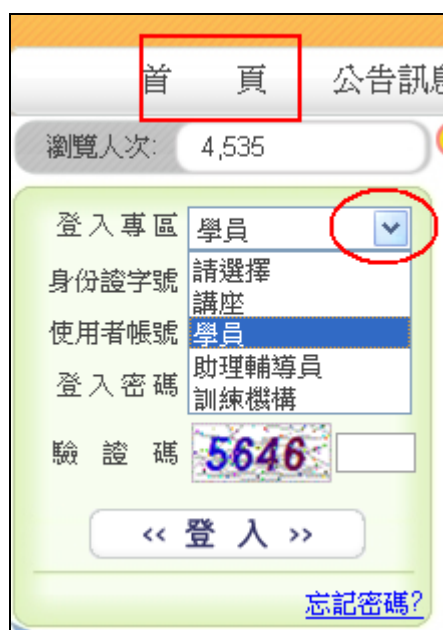 首 頁 公告訊息
瀏覽人次: 4,535
登入專區 學員
身份證字號 請選擇
講座
使用者帳號 學員
登入密碼 助理輔導員
訓練機構
驗 證 碼 5646
<< 登 入 >>
忘記密碼?